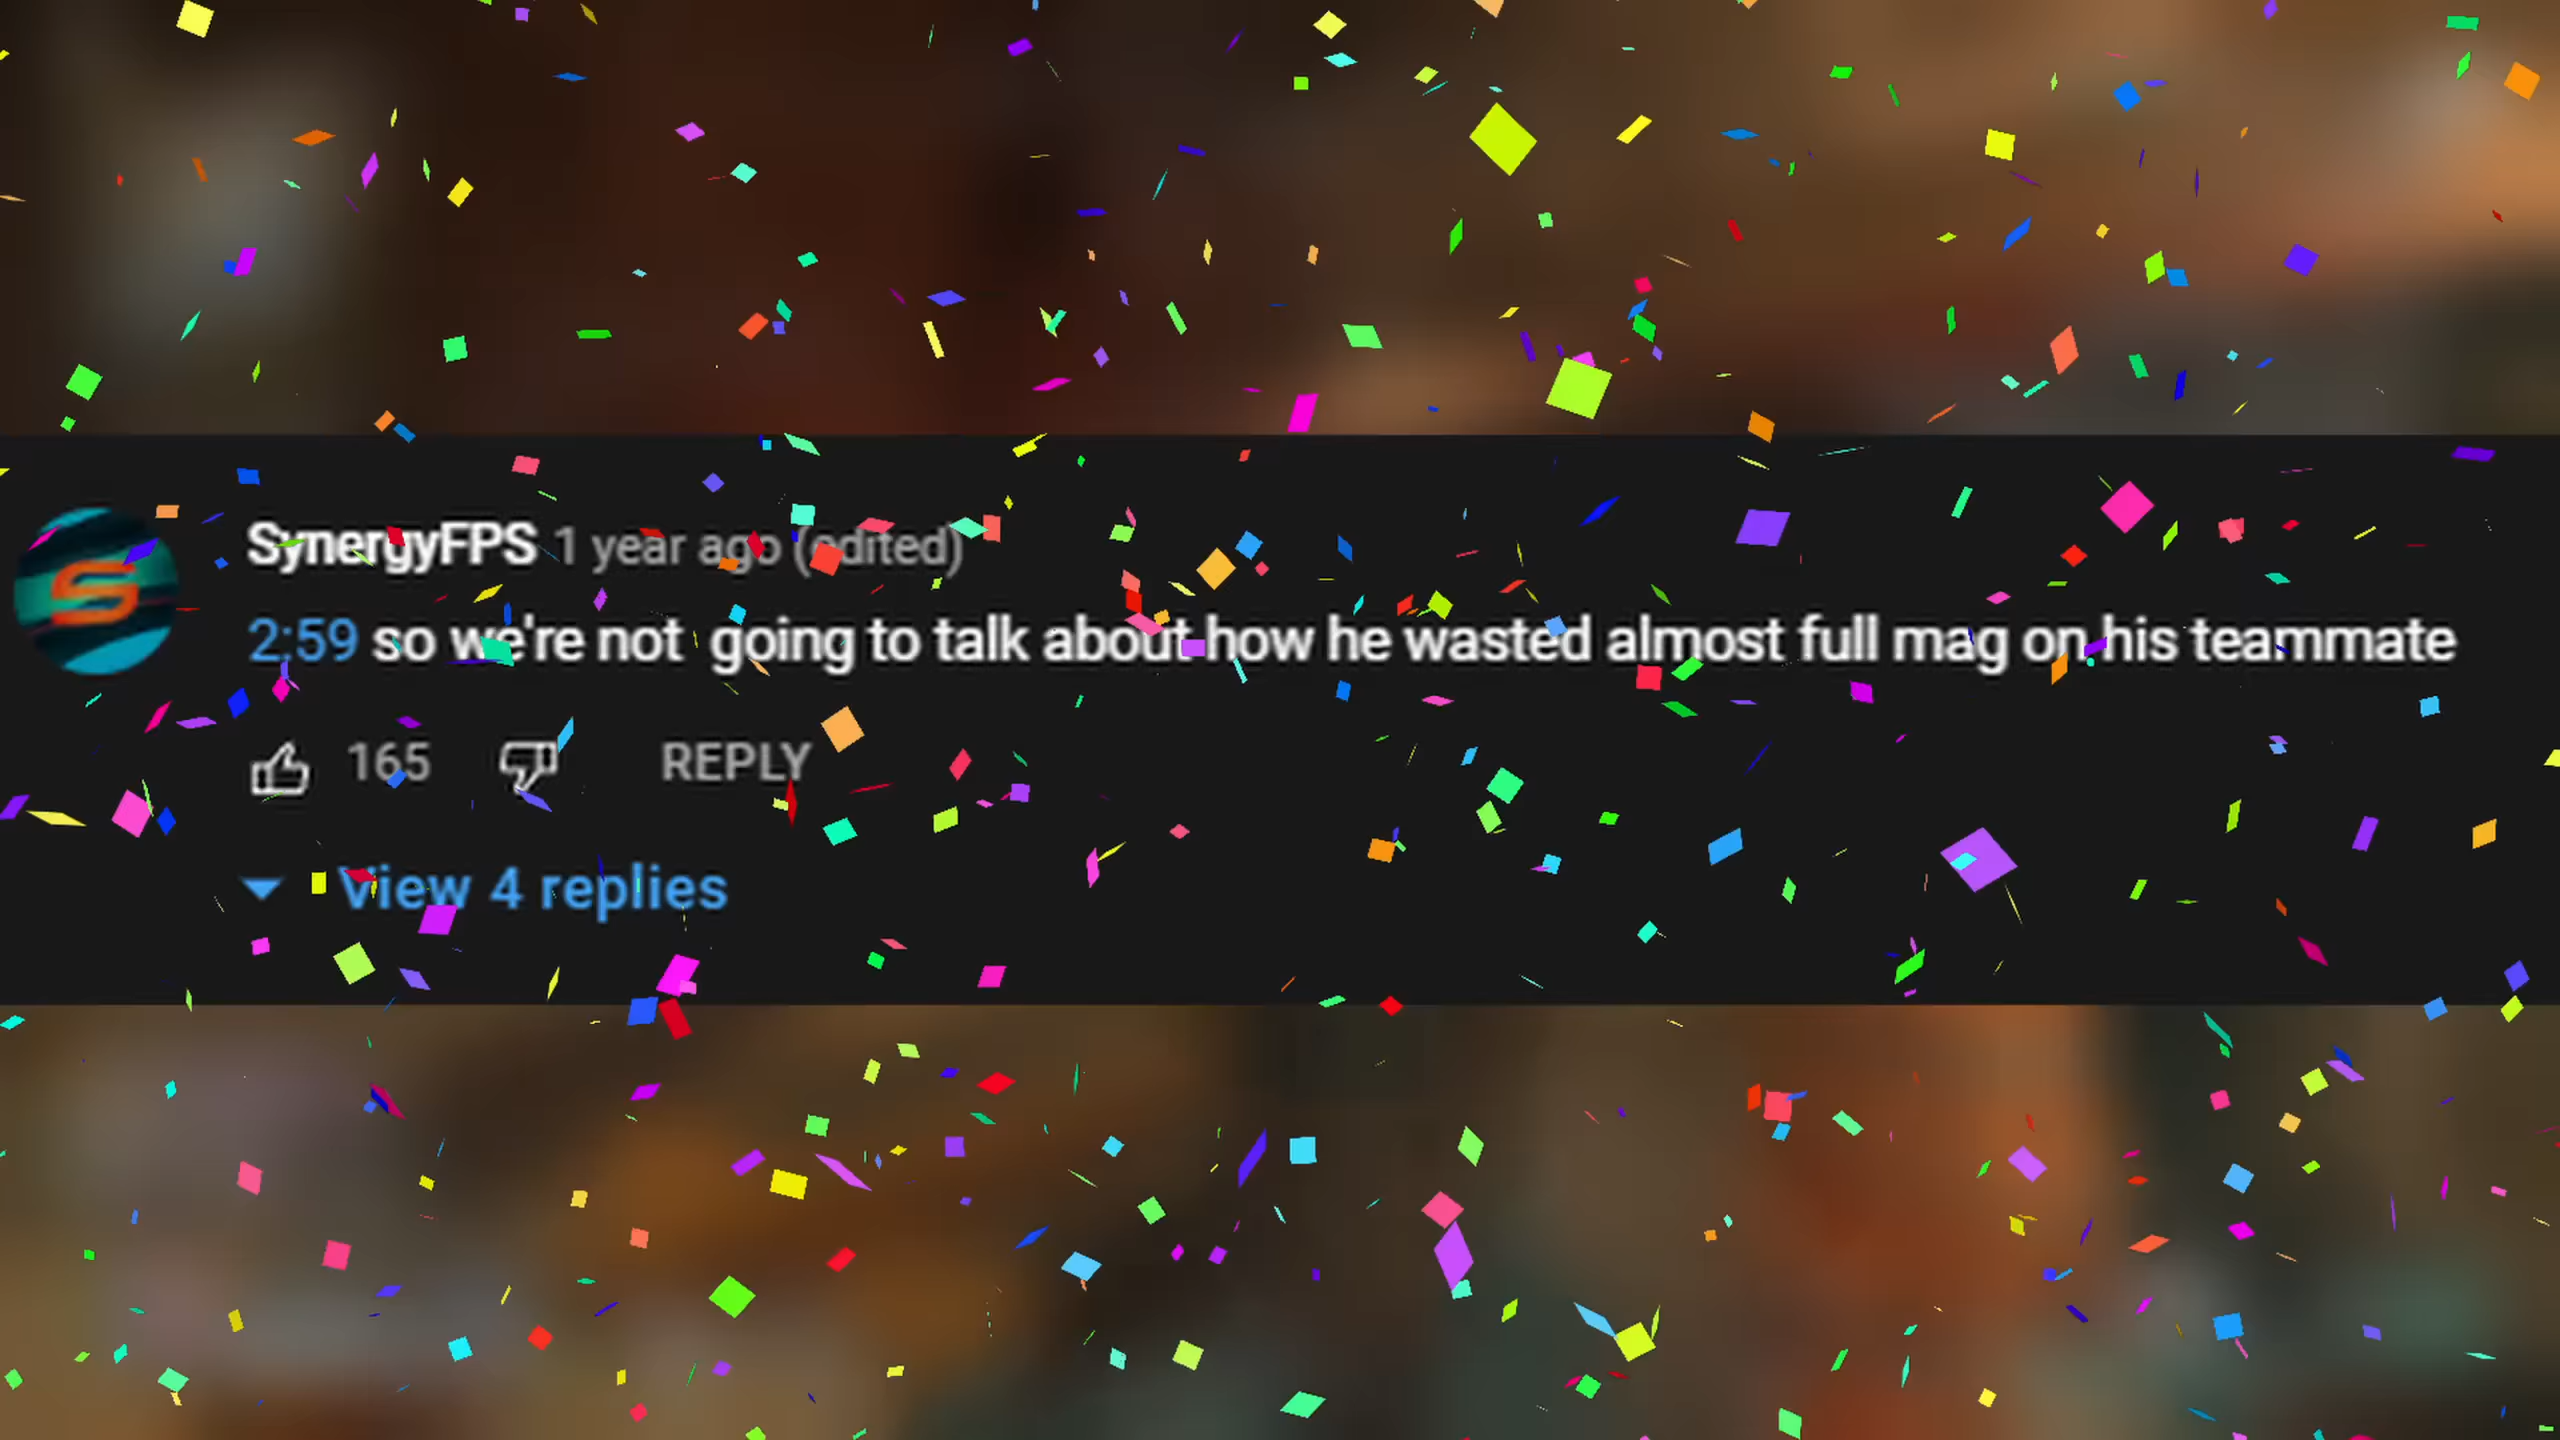 SynergyFPS 1 year ago (edited)
2:59 so we're not  going to talk about how he wasted almost full mag on his teammate
165 REPLY
View 4 replies